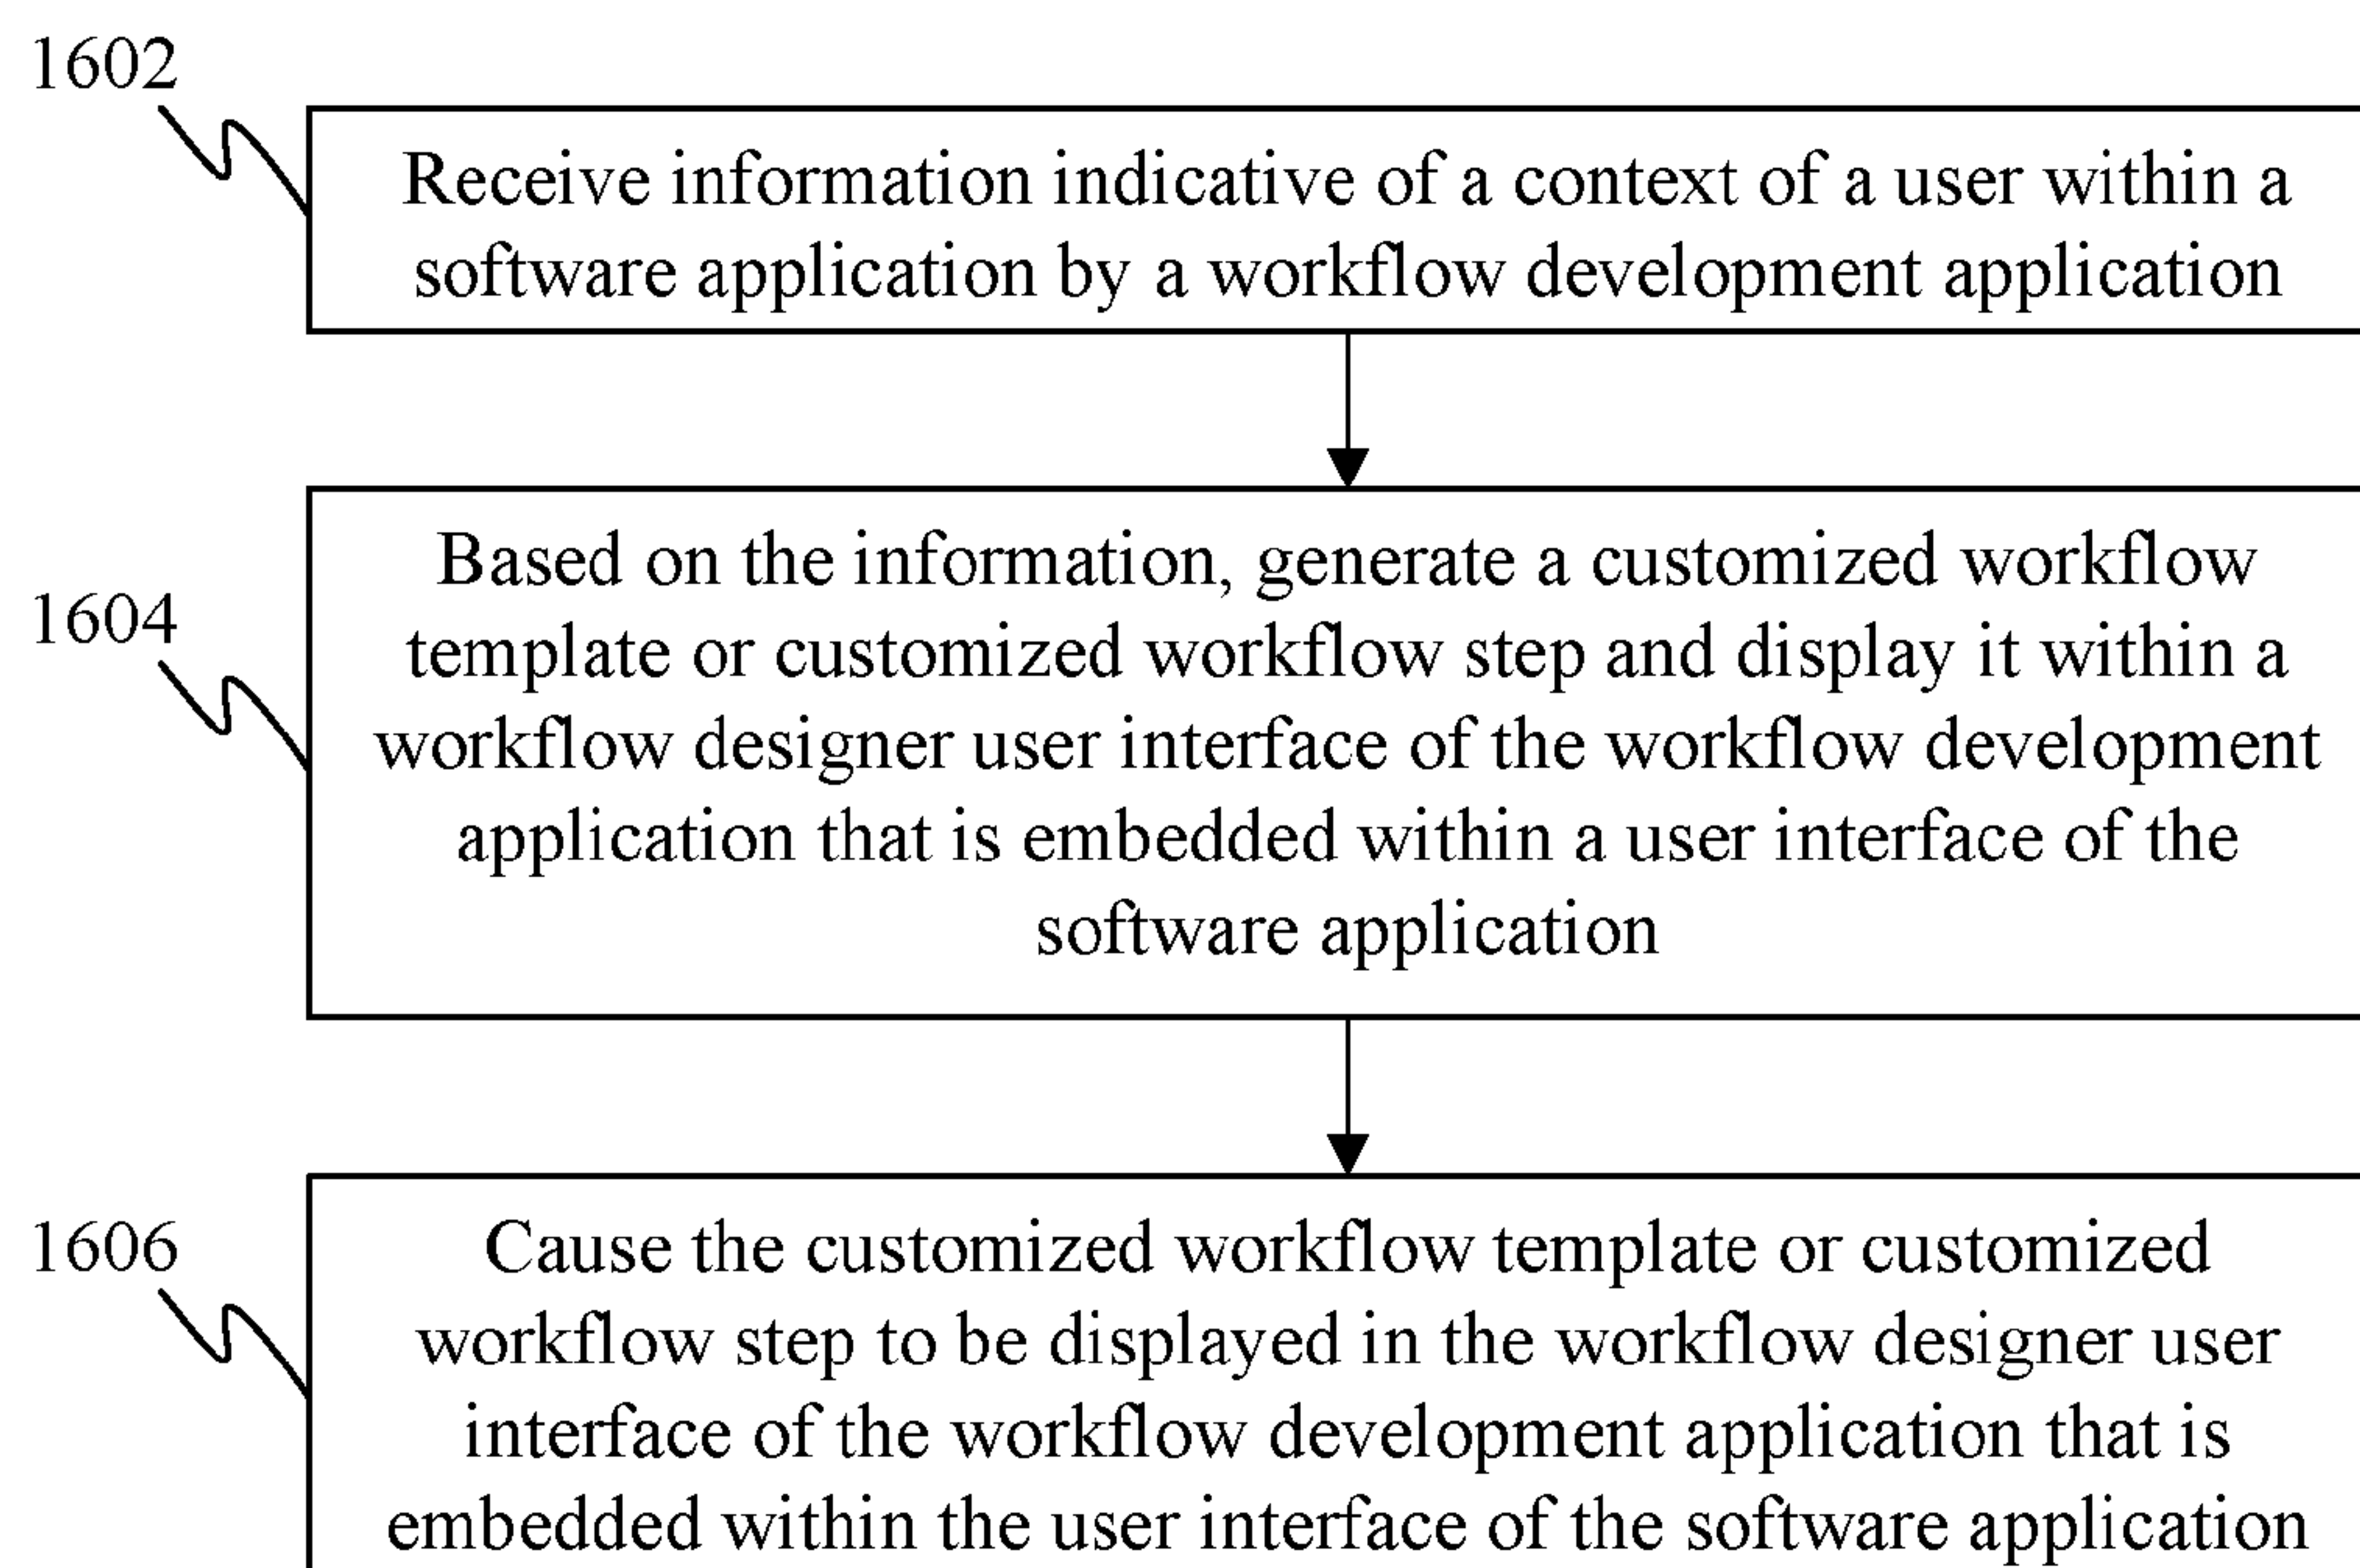 1602
Receive information indicative of a context of a user within a
software application by a workflow development application
1604
Based on the information, generate a customized workflow
template or customized workflow step and display it within a
workflow designer user interface of the workflow development
application that is embedded within a user interface of the
software application
1606
Cause the customized workflow template or customized
workflow step to be displayed in the workflow designer user
interface of the workflow development application that is
embedded within the user interface of the software application